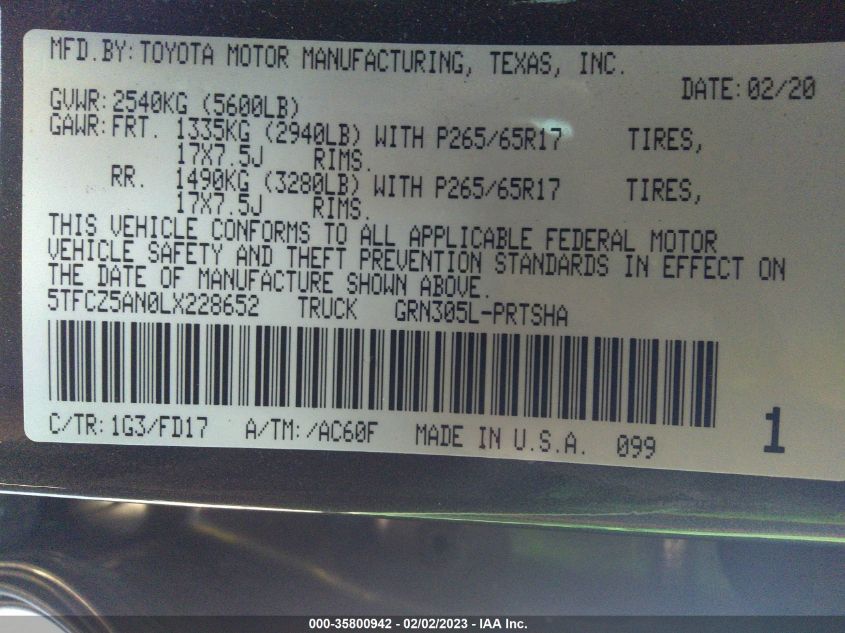 MFD.BY: TOYOTA MOTOR MANUFACTURING, TEXAS, INC.
DATE: 02/20
GVWR: 2540KG (5600LB)
GAWR: FRT. 1335KG (2940LB) WITH P265/65R17 TIRES,
17X7.5J RIMS.
RR. 1490KG (3280LB) WITH P265/65R17 TIRES,
17X7.5J RIMS.
THIS VEHICLE CONFORMS TO ALL APPLICABLE FEDERAL MOTOR
VEHICLE SAFETY AND THEFT PREVENTION STANDARDS IN EFFECT ON
THE DATE OF MANUFACTURE SHOWN ABOVE.
5TFCZ5AN0LX228652 TRUCK GRN305L-PRTSHA
C/TR: 1G3/FD17 A/TM: /AC60F MADE IN U.S.A. 099 1
000-35800942 - 02/02/2023 - IAA Inc.